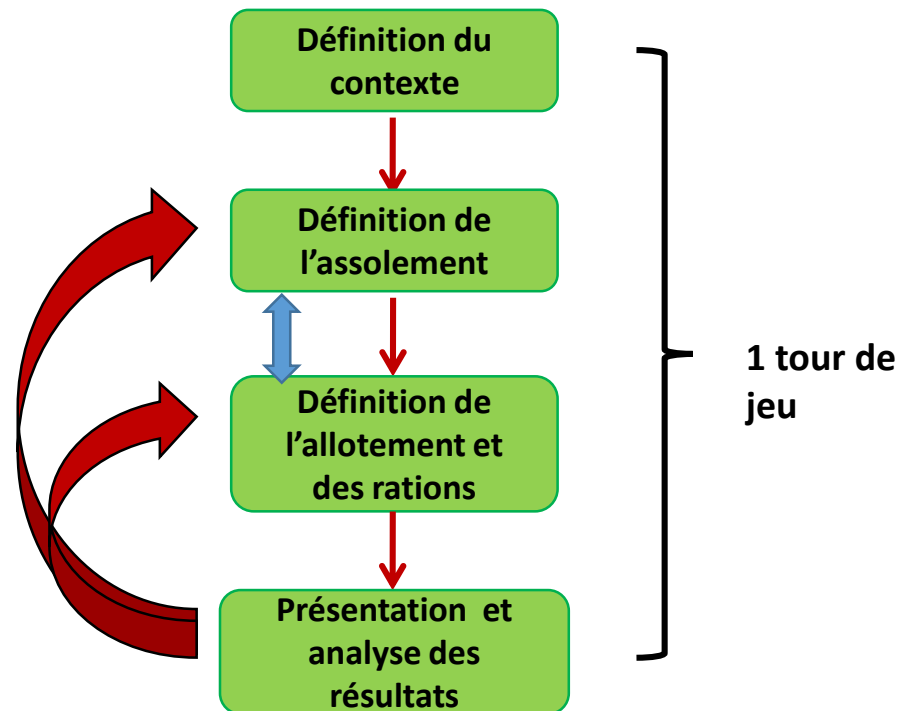 Définition du
contexte
Définition de
l’assolement
Définition de
l’allotement et
des rations
Présentation et
analyse des
résultats
1 tour de
jeu